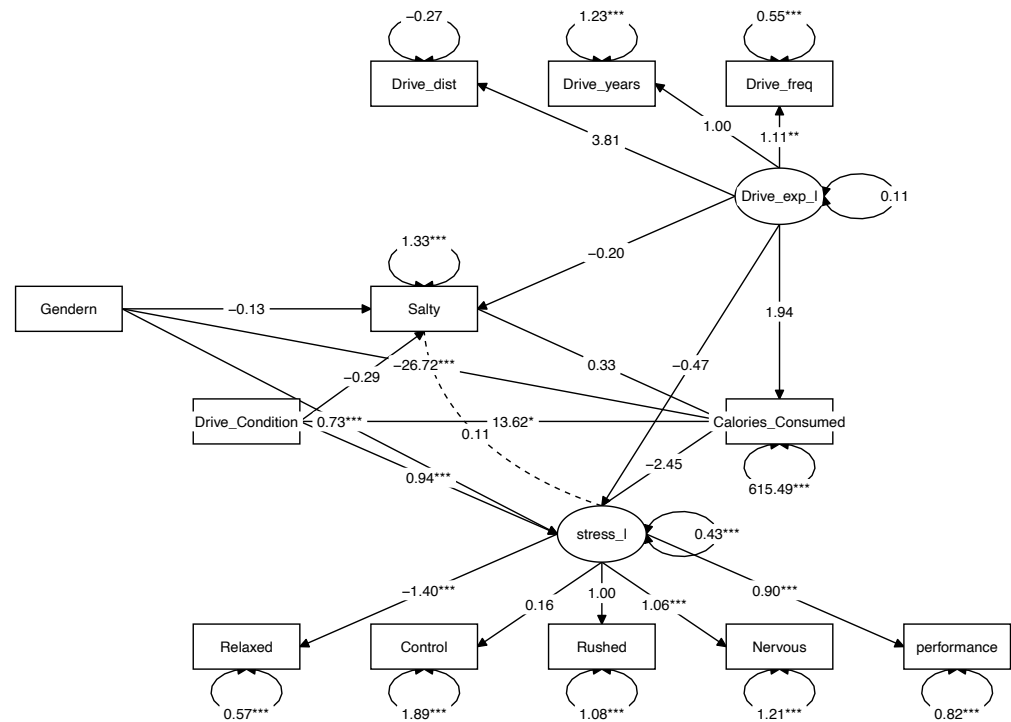 −0.27
1.23***
0.55***
Drive_dist
Drive_years
Drive_freq
1.00
1.11**
3.81
Drive_exp_l
0.11
1.33***
−0.20
Gendern
−0.13
Salty
1.94
−26.72***
0.33
−0.47
−0.29
Drive_Condition
0.73***
13.62*
Calories_Consumed
0.11
−2.45
0.94***
615.49***
stress_l
0.43***
−1.40***
0.16
1.00
1.06***
0.90***
Relaxed
Control
Rushed
Nervous
performance
0.57***
1.89***
1.08***
1.21***
0.82***